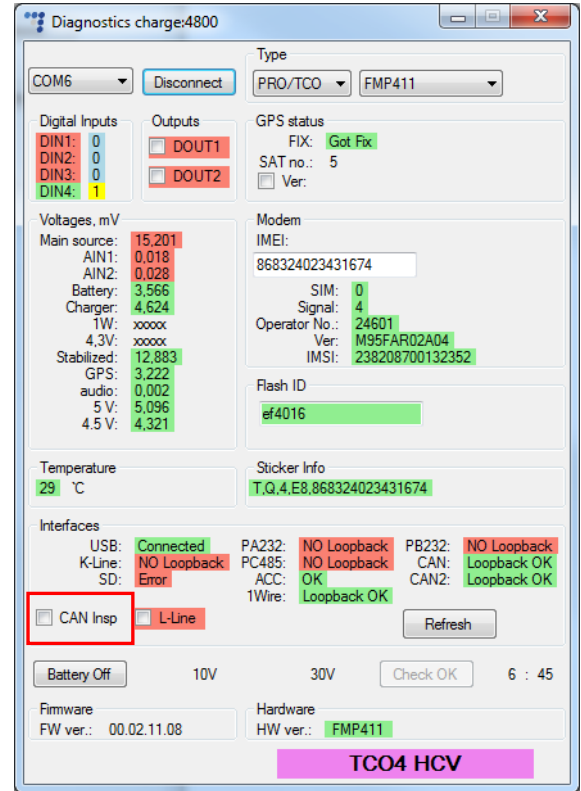 Diagnostics charge:4800
COM6 Disconnect
Type
PRO/TCO FMP411
Digital Inputs
DIN1: 0
DIN2: 0
DIN3: 0
DIN4: 1
Outputs
DOUT1
DOUT2
GPS status
FIX: Got Fix
SAT no.: 5
Ver:
Voltages, mV
Main source: 15,201
AIN1: 0,018
AIN2: 0,028
Battery: 3,566
Charger: 4,624
1W: xxxxx
4,3V: xxxxx
Stabilized: 12,883
GPS: 3,222
audio: 0,002
5 V: 5,096
4.5 V: 4,321
Modem
IMEI:
868324023431674
SIM: 0
Signal: 4
Operator No.: 24601
Ver: M95FAR02A04
IMSI: 238208700132352
Flash ID
ef4016
Temperature
29 °C
Sticker Info
T,Q,4,E8,868324023431674
Interfaces
USB: Connected PA232: NO Loopback PB232: NO Loopback
K-Line: NO Loopback PC485: NO Loopback CAN: Loopback OK
SD: Error ACC: OK CAN2: Loopback OK
1Wire: Loopback OK
CAN Insp L-Line Refresh
Battery Off 10V 30V Check OK 6 : 45
Firmware
FW ver.: 00.02.11.08
Hardware
HW ver.: FMP411
TCO4 HCV